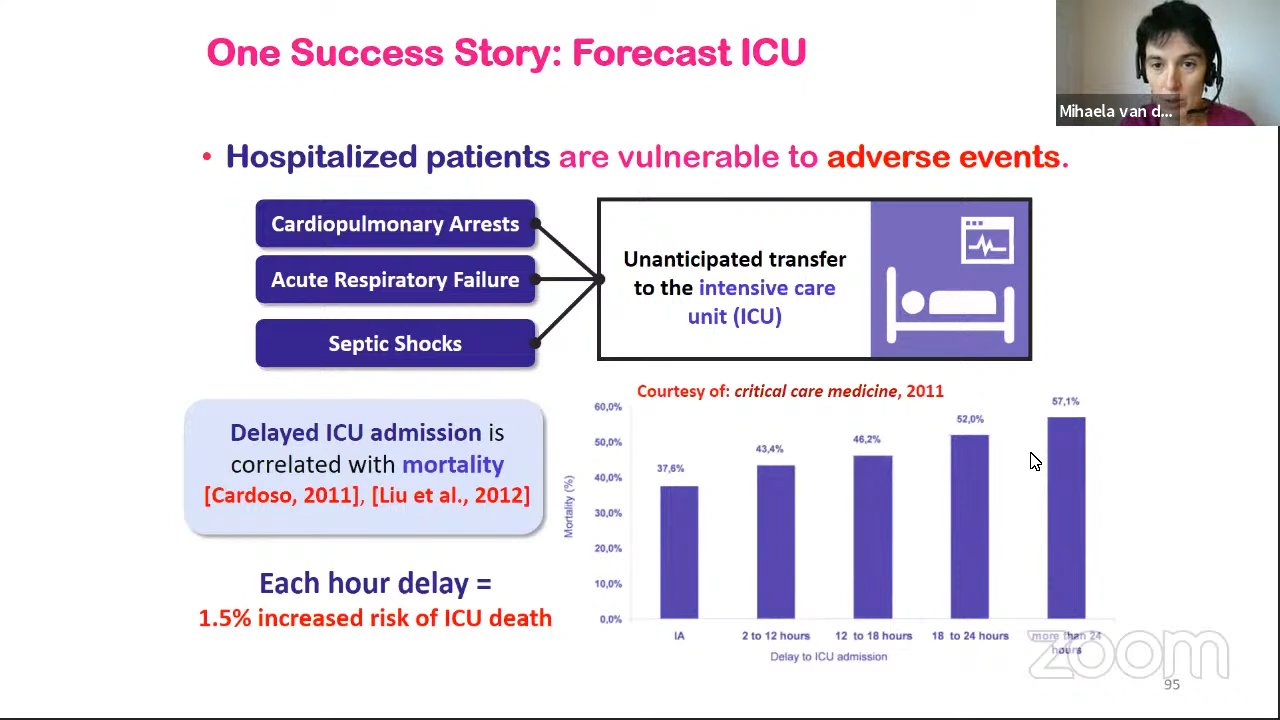 One Success Story: Forecast ICU
Mihaela van d...
• Hospitalized patients are vulnerable to adverse events.
Cardiopulmonary Arrests
Acute Respiratory Failure
Septic Shocks
Unanticipated transfer
to the intensive care
unit (ICU)
Delayed ICU admission is
correlated with mortality
[Cardoso, 2011], [Liu et al., 2012]
Each hour delay =
1.5% increased risk of ICU death
Courtesy of: critical care medicine, 2011
60,0%
50,0%
40,0%
30,0%
20,0%
10,0%
0,0%
Mortality (%)
37,6%
43,4%
46,2%
52,0%
57,1%
IA
2 to 12 hours
12 to 18 hours
18 to 24 hours
more than 24
hours
Delay to ICU admission
zoom
95